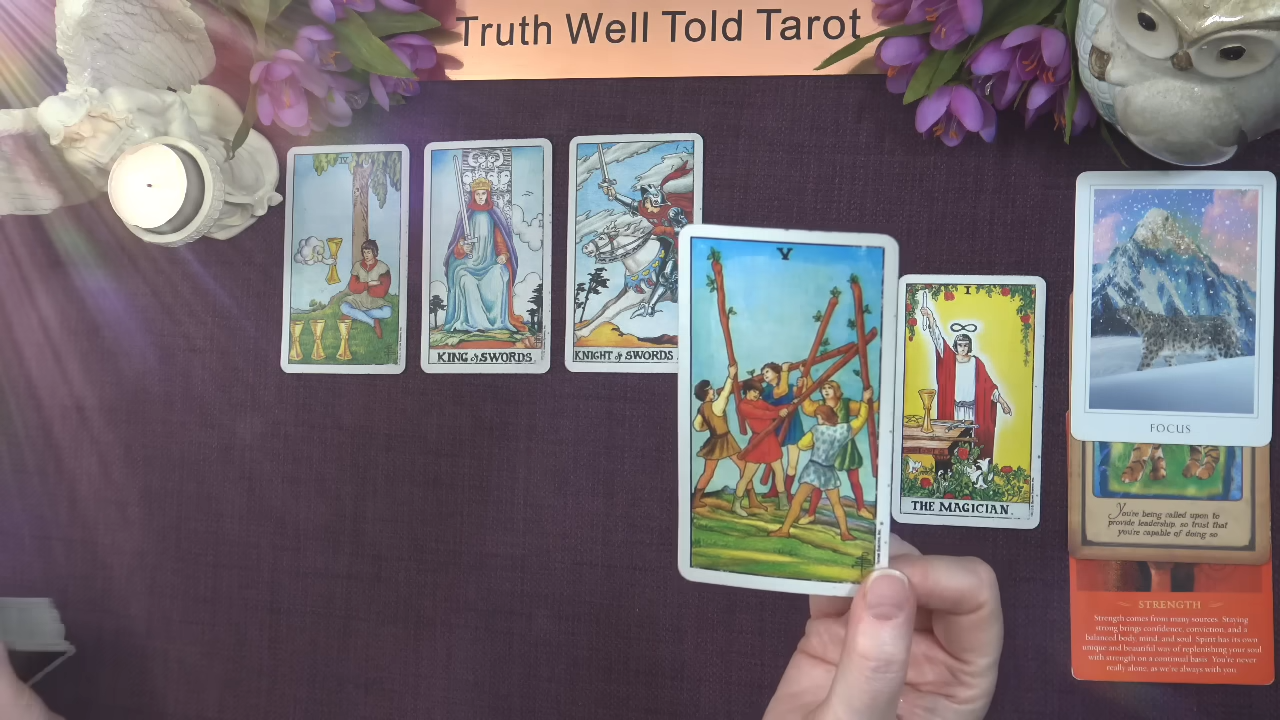 Truth Well Told Tarot
IV
KING of SWORDS.
KNIGHT of SWORDS
V
I
THE MAGICIAN.
FOCUS
You're being called upon to
provide leadership, so trust that
you're capable of doing so
STRENGTH
Strength comes from many sources. Staying
strong brings confidence, conviction, and a
balanced body, mind, and soul. Spirit has its own
unique and beautiful way of replenishing your soul
with strength on a continual basis. You're never
really alone, as we're always with you.